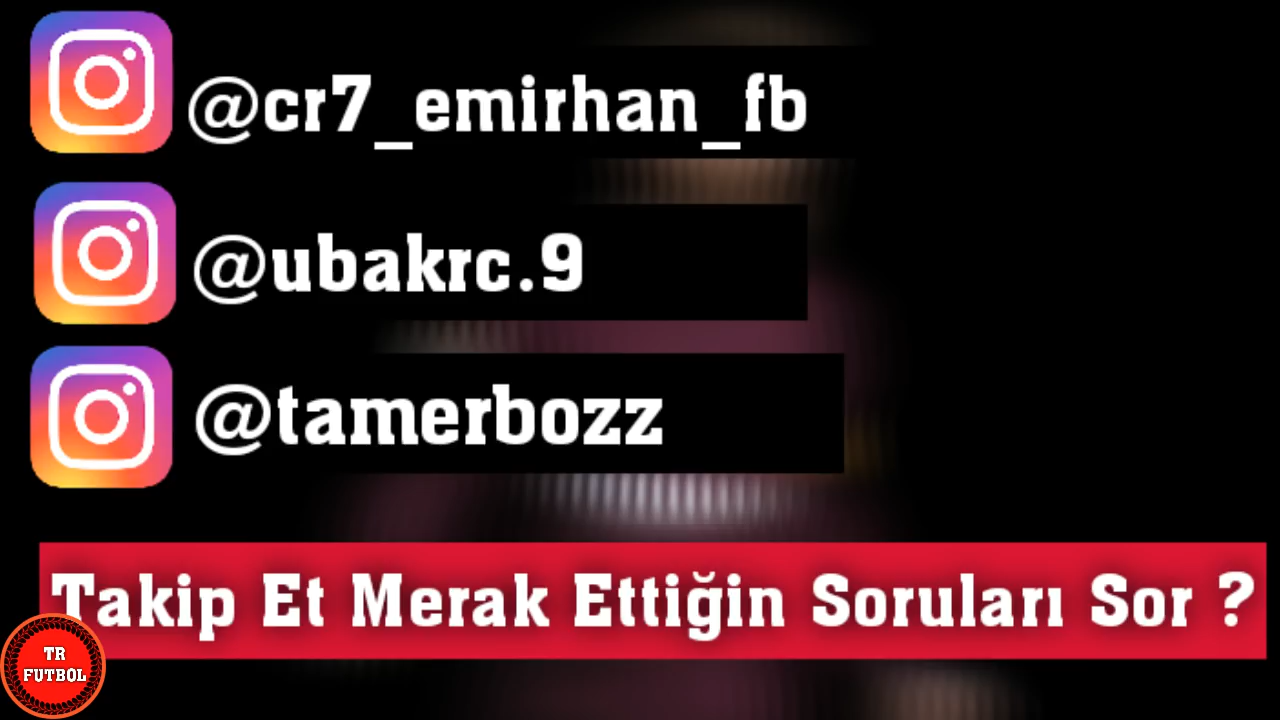 @cr7_emirhan_fb
@ubakrc.9
@tamerbozz
Takip Et Merak Ettiğin Soruları Sor ?
TR
FUTBOL